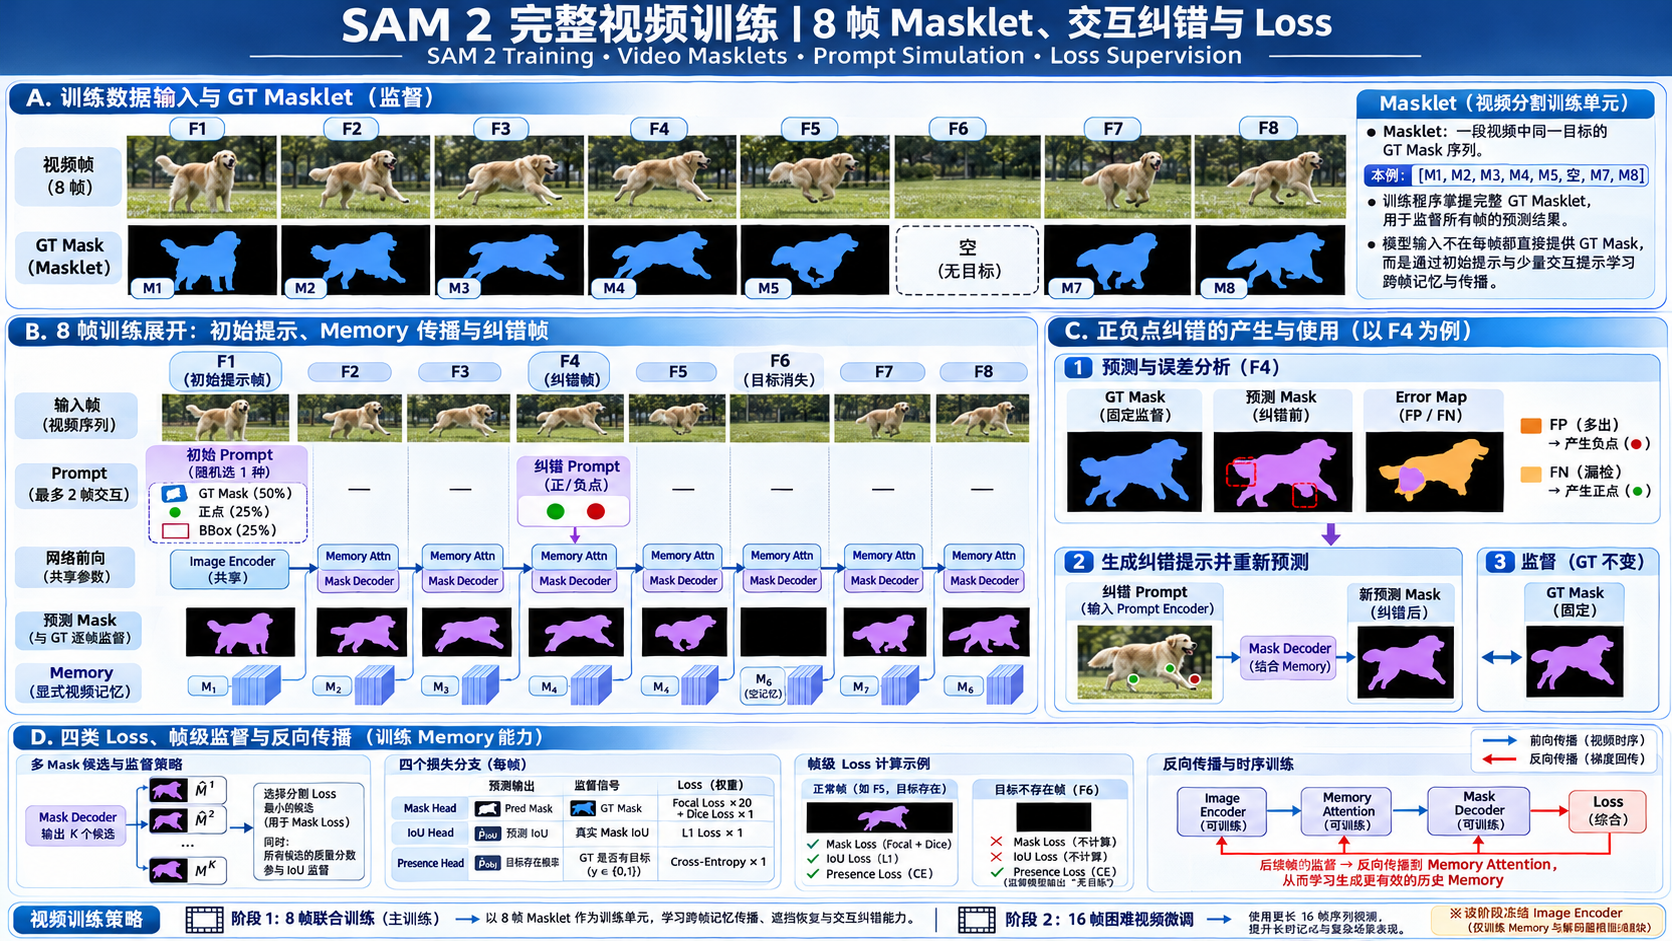 SAM 2 完整视频训练 | 8 帧 Masklet、交互纠错与 Loss
SAM 2 Training • Video Masklets • Prompt Simulation • Loss Supervision
A. 训练数据输入与 GT Masklet（监督）
F1
F2
F3
F4
F5
F6
F7
F8
视频帧
（8 帧）
GT Mask
（Masklet）
M1
M2
M3
M4
M5
空
（无目标）
M7
M8
Masklet（视频分割训练单元）
● Masklet：一段视频中同一目标的
GT Mask 序列。
本例：
[M1, M2, M3, M4, M5, 空, M7, M8]
● 训练程序掌提完整 GT Masklet，
用于监督所有帧的预测结果。
● 模型输入不在每帧都直接提供 GT Mask，
而是通过初始提示与少量交互提示学习
跨帧记忆与传播。
B. 8 帧训练展开：初始提示、Memory 传播与纠错帧
F1
（初始提示帧）
F2
F3
F4
（纠错帧）
F5
F6
（目标消失）
F7
F8
输入帧
（视频序列）
Prompt
（最多 2 帧交互）
初始 Prompt
（随机选 1 种）
GT Mask（50%）
正点（25%）
BBox（25%）
—
—
纠错 Prompt
（正/负点）
—
—
—
—
网络前向
（共享参数）
Image Encoder
（共享）
Memory Attn
Mask Decoder
Memory Attn
Mask Decoder
Memory Attn
Mask Decoder
Memory Attn
Mask Decoder
Memory Attn
Mask Decoder
Memory Attn
Mask Decoder
Memory Attn
Mask Decoder
预测 Mask
（与 GT 逐帧监督）
Memory
（显式视频记忆）
M1
M2
M3
M4
M4
M6
（空记忆）
M7
M6
C. 正负点纠错的产生与使用（以 F4 为例）
1 预测与误差分析（F4）
GT Mask
（固定监督）
预测 Mask
（纠错前）
Error Map
（FP / FN）
FP（多出）
→ 产生负点（ ）
FN（漏检）
→ 产生正点（ ）
2 生成纠错提示并重新预测
纠错 Prompt
（输入 Prompt Encoder）
Mask Decoder
（结合 Memory）
新预测 Mask
（纠错后）
3 监督（GT 不变）
GT Mask
（固定）
D. 四类 Loss、帧级监督与反向传播（训练 Memory 能力）
→ 前向传播（视频时序）
← 反向传播（梯度回传）
多 Mask 候选与监督策略
Mask Decoder
输出 K 个候选
M̂1
M̂2
...
MK
选择分割 Loss
最小的候选
（用于 Mask Loss）
同时：
所有候选的质量分数
参与 IoU 监督
四个损失分支（每帧）
预测输出 监督信号 Loss（权重）
Mask Head Pred Mask GT Mask Focal Loss ×20
+ Dice Loss × 1
IoU Head p̂IoU 预测 IoU 真实 Mask IoU L1 Loss × 1
Presence Head p̂obj 目标存在概率 GT 是否有目标
（y ∈ {0,1}） Cross-Entropy × 1
帧级 Loss 计算示例
正常帧（如 F5，目标存在）
✓ Mask Loss（Focal + Dice）
✓ IoU Loss（L1）
✓ Presence Loss（CE）
目标不存在帧（F6）
✕ Mask Loss（不计算）
✕ IoU Loss（不计算）
✓ Presence Loss（CE）
反向传播与时序训练
Image
Encoder
（可训练）
Memory
Attention
（可训练）
Mask
Decoder
（可训练）
Loss
（综合）
后续帧的监督 → 反向传播到 Memory Attention，
从而学习生成更有效的历史 Memory
视频训练策略
阶段 1：8 帧联合训练（主训练） → 以 8 帧 Masklet 作为训练单元，学习跨帧记忆传播、遮挡恢复与交互纠错能力。
阶段 2：16 帧困难视频微调 →
使用更长 16 帧序列
※ 该阶段冻结 Image Encoder
（仅训练 Memory 与